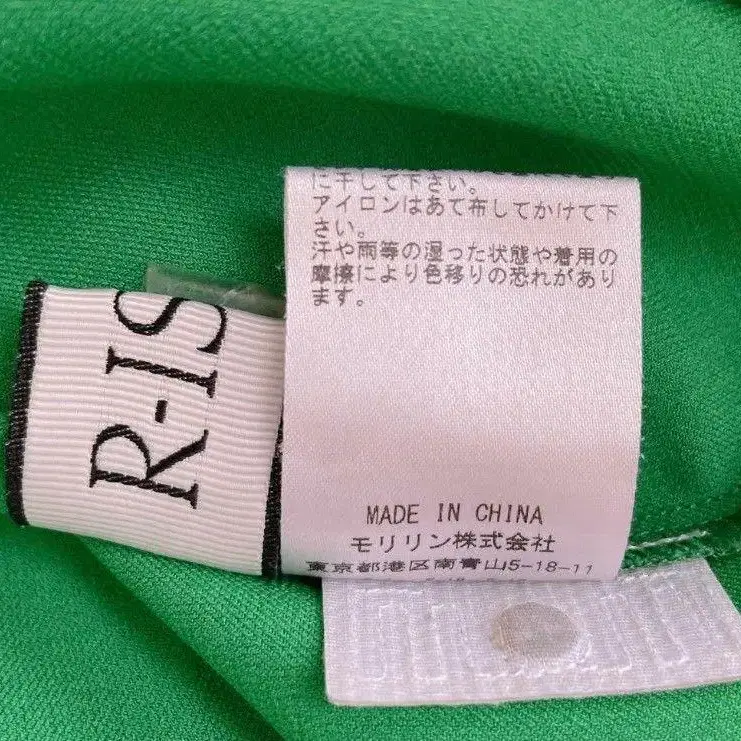 に干して下さい。
アイロンはあて布してかけて下
さい。
汗や雨等の湿った状態や着用の
摩擦により色移りの恐れがあり
ます。
R-IS
MADE IN CHINA
モリリン株式会社
東京都港区南青山5-18-11